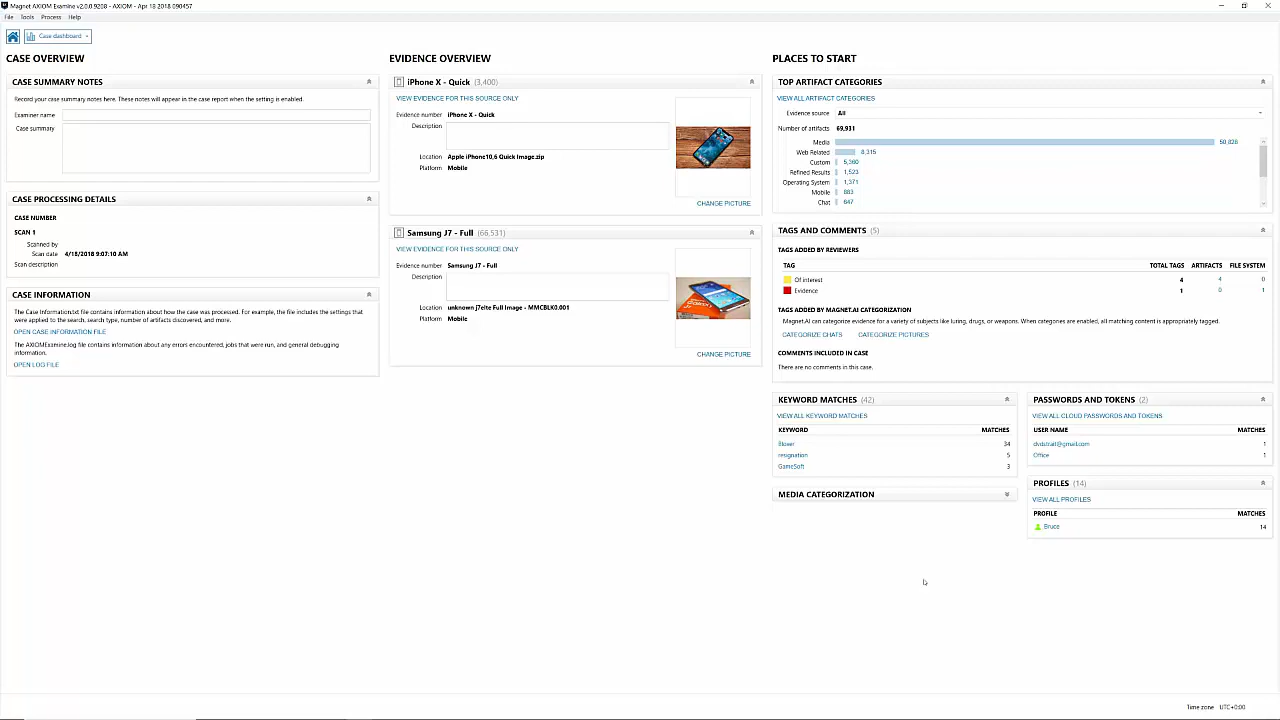 Magnet AXIOM Examine v2.0.0.9268 - AXIOM - Apr 18 2018 090457
File Tools Process Help
Case dashboard
CASE OVERVIEW
CASE SUMMARY NOTES
Record your case summary notes here. These notes will appear in the case report when the setting is enabled.
Examiner name
Case summary
CASE PROCESSING DETAILS
CASE NUMBER
SCAN 1
Scanned by
Scan date 4/18/2018 9:07:10 AM
Scan description
CASE INFORMATION
The Case Information.txt file contains information about how the case was processed. For example, the file includes the settings that
were applied to the search, search type, number of artifacts discovered, and more.
OPEN CASE INFORMATION FILE
The AXIOMExamine.log file contains information about any errors encountered, jobs that were run, and general debugging
information.
OPEN LOG FILE
EVIDENCE OVERVIEW
iPhone X - Quick (3,400)
VIEW EVIDENCE FOR THIS SOURCE ONLY
Evidence number iPhone X - Quick
Description
Location Apple iPhone10,6 Quick Image.zip
Platform Mobile
CHANGE PICTURE
Samsung J7 - Full (66,531)
VIEW EVIDENCE FOR THIS SOURCE ONLY
Evidence number Samsung J7 - Full
Description
Location unknown j7elte Full Image - MMCBLK0.001
Platform Mobile
CHANGE PICTURE
PLACES TO START
TOP ARTIFACT CATEGORIES
VIEW ALL ARTIFACT CATEGORIES
Evidence source All
Number of artifacts 69,931
Media 50,828
Web Related 8,315
Custom 5,360
Refined Results 1,523
Operating System 1,371
Mobile 883
Chat 647
TAGS AND COMMENTS (5)
TAGS ADDED BY REVIEWERS
TAG TOTAL TAGS ARTIFACTS FILE SYSTEM
Of interest 4 4 0
Evidence 1 0 1
TAGS ADDED BY MAGNET.AI CATEGORIZATION
Magnet.AI can categorize evidence for a variety of subjects like luring, drugs, or weapons. When categories are enabled, all matching content is appropriately tagged.
CATEGORIZE CHATS CATEGORIZE PICTURES
COMMENTS INCLUDED IN CASE
There are no comments in this case.
KEYWORD MATCHES (42)
VIEW ALL KEYWORD MATCHES
KEYWORD MATCHES
Blover 34
resignation 5
GameSoft 3
MEDIA CATEGORIZATION
PASSWORDS AND TOKENS (2)
VIEW ALL CLOUD PASSWORDS AND TOKENS
USER NAME MATCHES
dvdstrait@gmail.com 1
Office 1
PROFILES (14)
VIEW ALL PROFILES
PROFILE MATCHES
Bruce 14
Time zone UTC+0:00